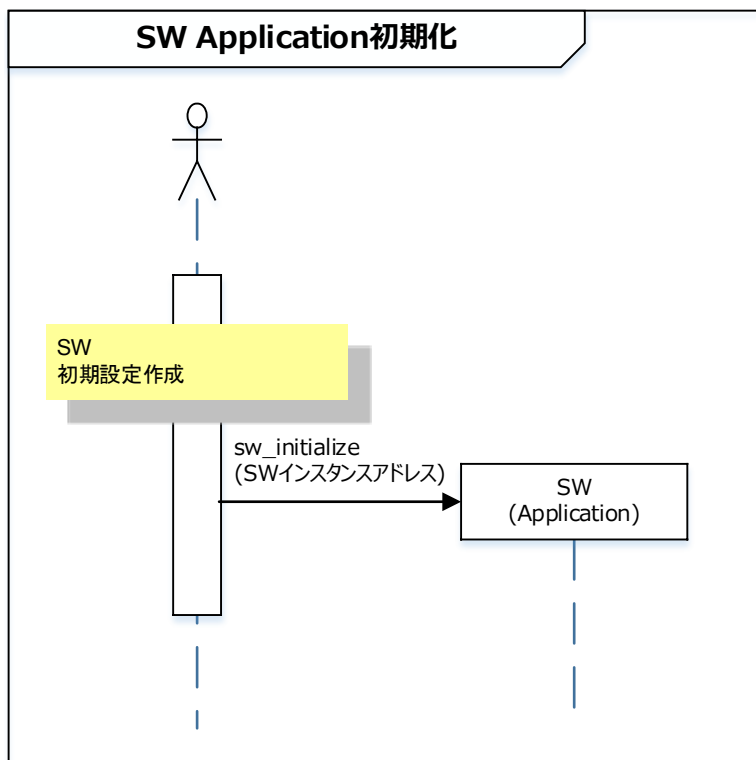 SW Application初期化
SW
初期設定作成
sw_initialize
(SWインスタンスアドレス)
SW
(Application)